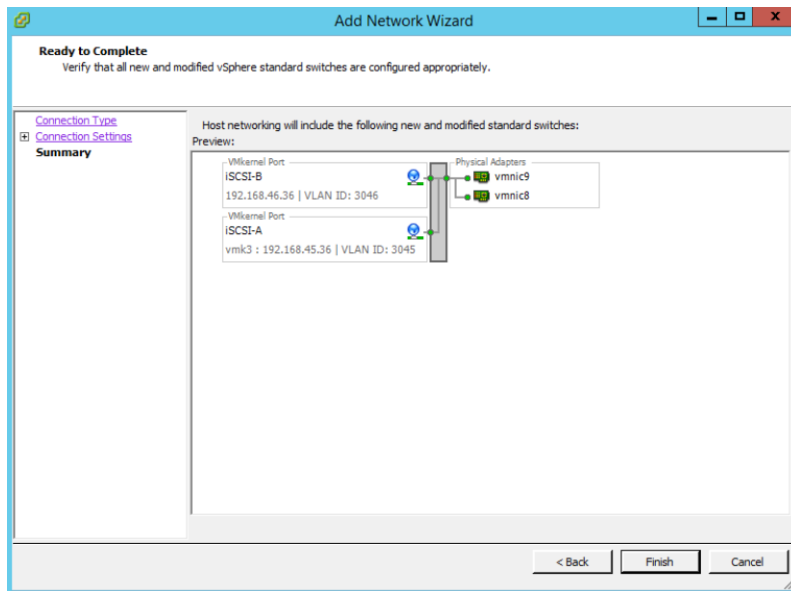 Add Network Wizard
Ready to Complete
Verify that all new and modified vSphere standard switches are configured appropriately.
Connection Type
Connection Settings
Summary
Host networking will include the following new and modified standard switches:
Preview:
VMkernel Port
iSCSI-B
192.168.46.36 | VLAN ID: 3046
VMkernel Port
iSCSI-A
vmk3 : 192.168.45.36 | VLAN ID: 3045
Physical Adapters
vmnic9
vmnic8
< Back
Finish
Cancel